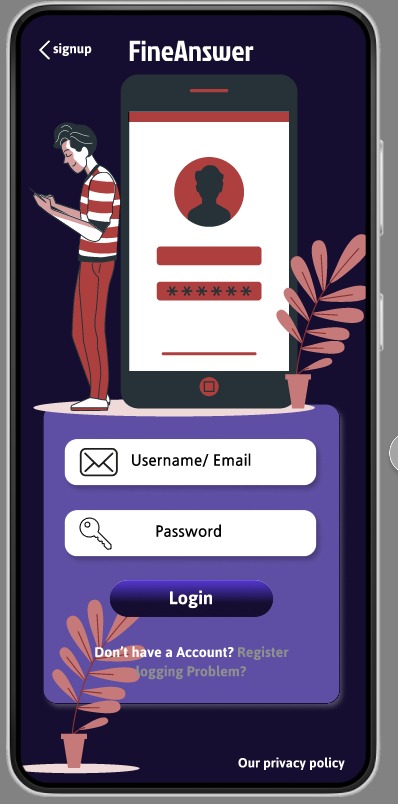 signup
FineAnswer
******
Username/ Email
Password
Login
Don't have a Account? Register
logging Problem?
Our privacy policy